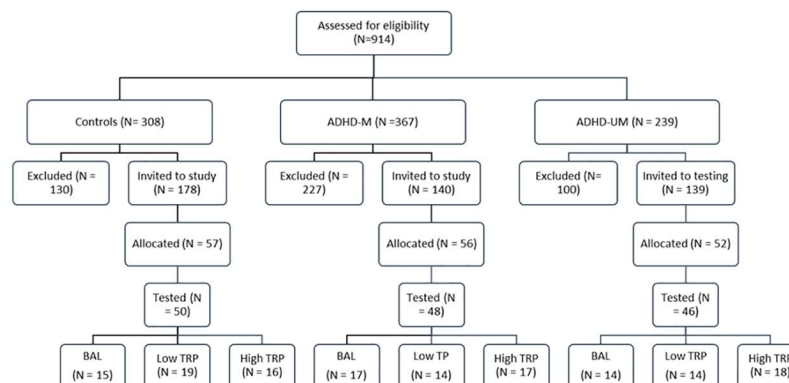 Assessed for eligibility
(N=914)
Controls (N= 308)
ADHD-M (N =367)
ADHD-UM (N = 239)
Excluded (N =
130)
Invited to study
(N = 178)
Excluded (N =
227)
Invited to study
(N = 140)
Excluded (N=
100)
Invited to testing
(N = 139)
Allocated (N = 57)
Allocated (N = 56)
Allocated (N = 52)
Tested (N
= 50)
Tested (N
= 48)
Tested (N
= 46)
BAL
(N = 15)
Low TRP
(N = 19)
High TRP
(N = 16)
BAL
(N = 17)
Low TP
(N = 14)
High TRP
(N = 17)
BAL
(N = 14)
Low TRP
(N = 14)
High TRP
(N = 18)